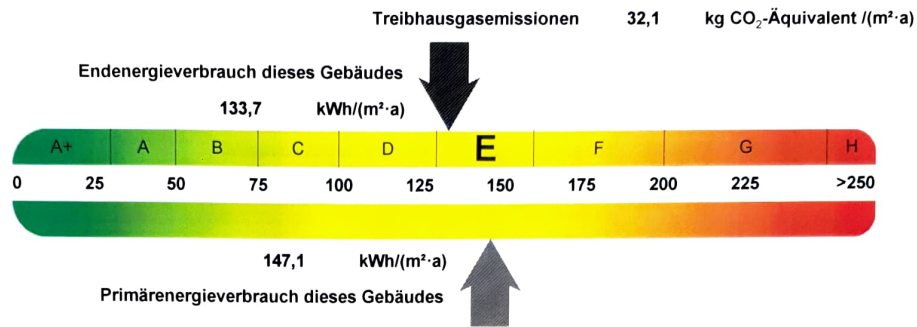 Treibhausgasemissionen 32,1 kg CO₂-Äquivalent /(m²·a)
Endenergieverbrauch dieses Gebäudes
133,7 kWh/(m²·a)
A+ A B C D E F G H
0 25 50 75 100 125 150 175 200 225 >250
147,1 kWh/(m²·a)
Primärenergieverbrauch dieses Gebäudes